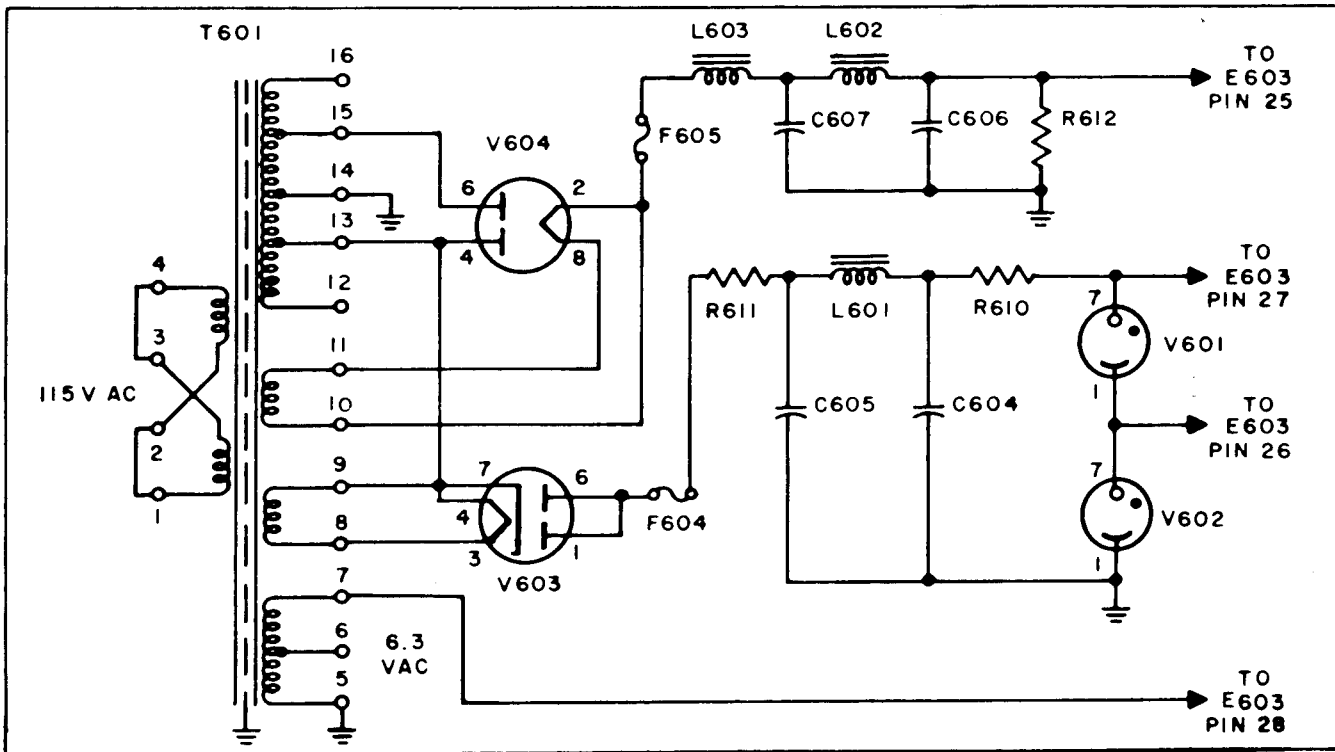 T601
16
15
14
13
12
11
10
9
8
7
6
5
4
3
2
1
115 V AC
6.3
VAC
V604
6
4
2
8
V603
7
4
3
6
1
F605
F604
L603
L602
C607
C606
R612
TO
E603
PIN 25
R611
L601
R610
C605
C604
TO
E603
PIN 27
7
V601
1
TO
E603
PIN 26
7
V602
1
TO
E603
PIN 28